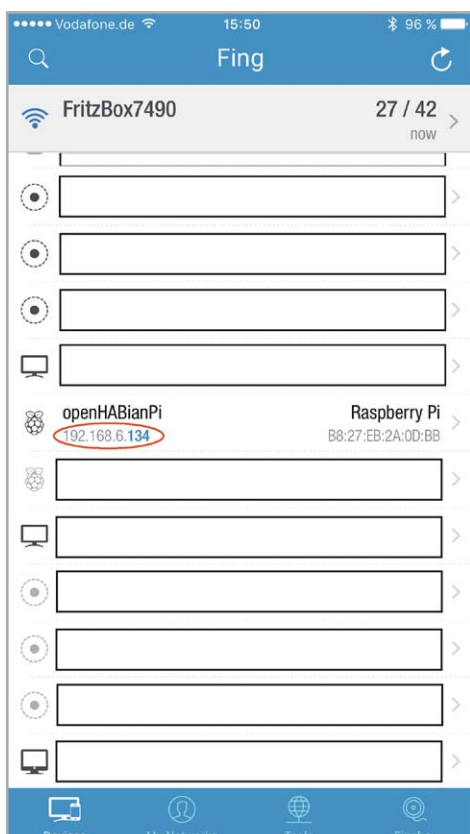 Vodafone.de 15:50 96 %
Fing
FritzBox7490 27 / 42
now
openHABianPi Raspberry Pi
192.168.6.134 B8:27:EB:2A:0D:BB